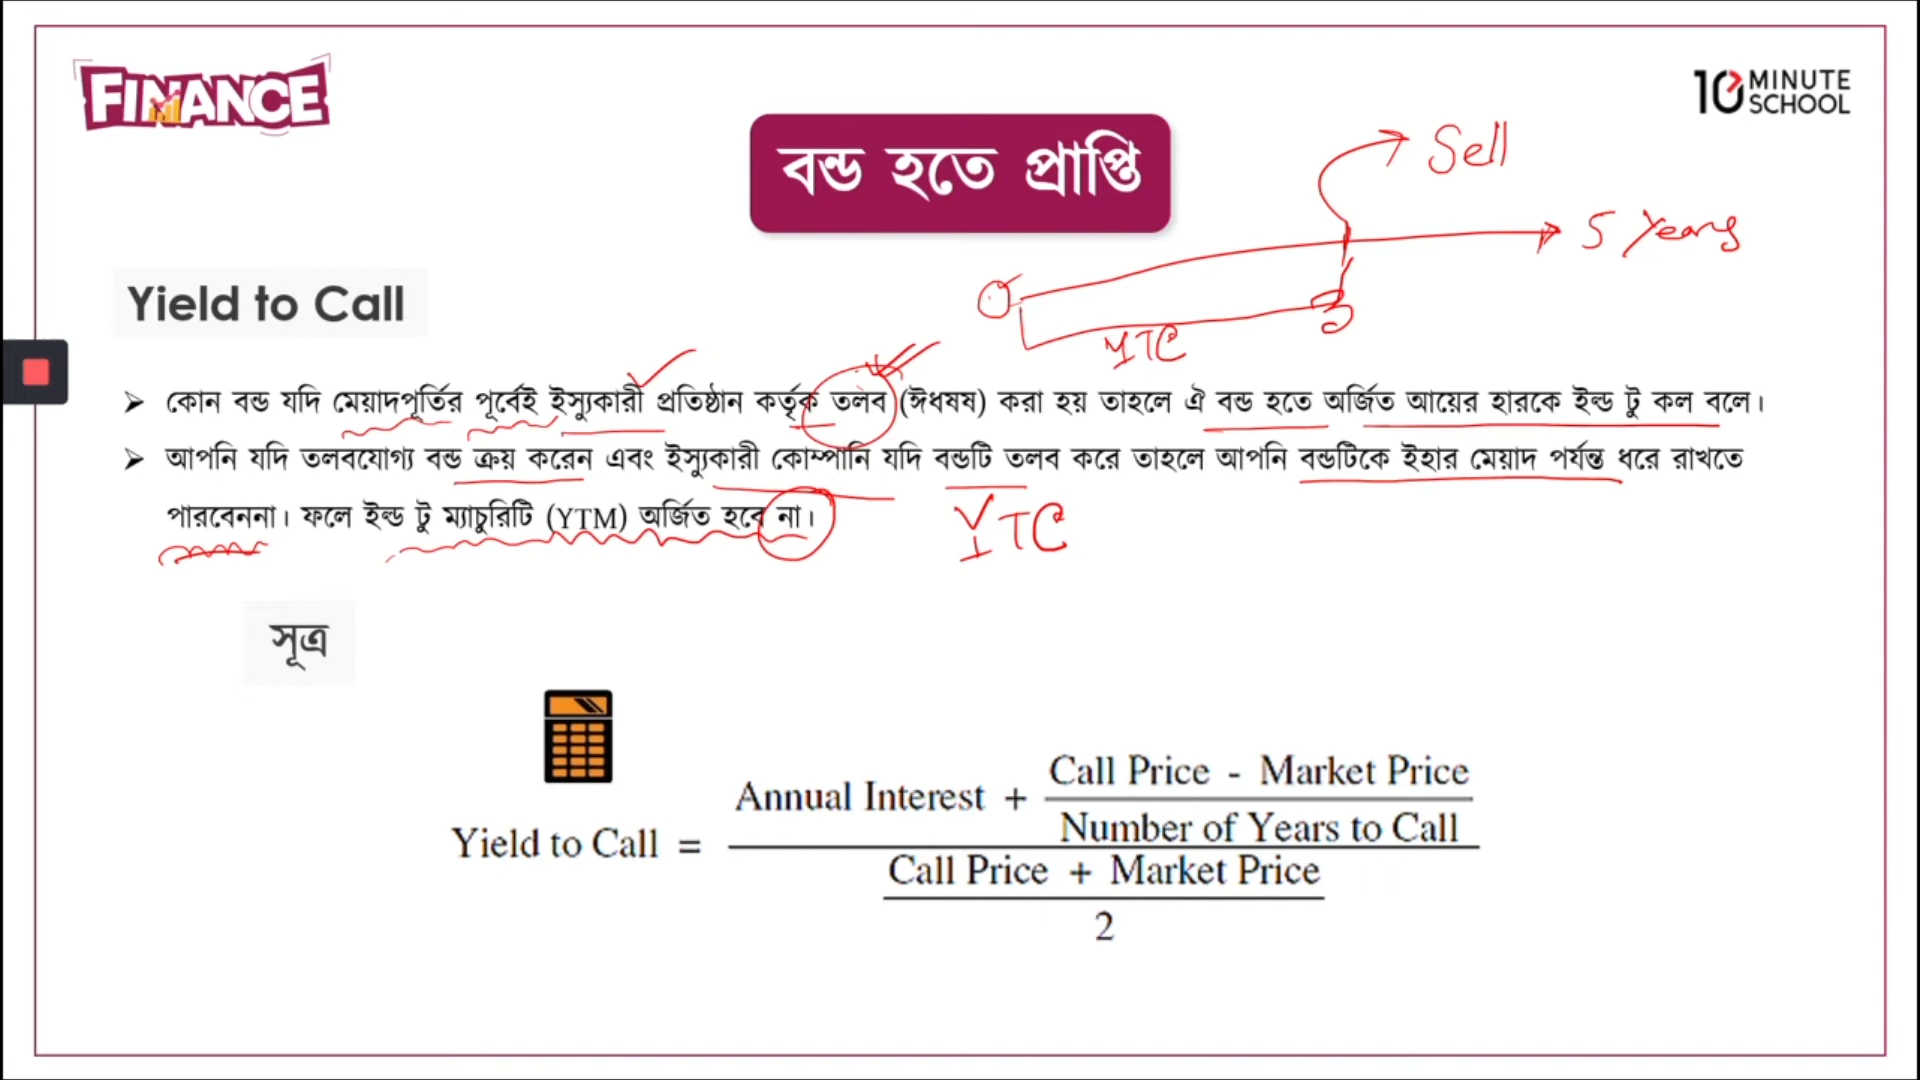 FINANCE
10 MINUTE SCHOOL
বন্ড হতে প্রাপ্তি
Sell
5 Years
0
3
YTC
Yield to Call
➢ কোন বন্ড যদি মেয়াদপূর্তির পূর্বেই ইস্যুকারী প্রতিষ্ঠান কর্তৃক তলব (ঈধষষ) করা হয় তাহলে ঐ বন্ড হতে অর্জিত আয়ের হারকে ইল্ড টু কল বলে।
➢ আপনি যদি তলবযোগ্য বন্ড ক্রয় করেন এবং ইস্যুকারী কোম্পানি যদি বন্ডটি তলব করে তাহলে আপনি বন্ডটিকে ইহার মেয়াদ পর্যন্ত ধরে রাখতে
পারবেননা। ফলে ইল্ড টু ম্যাচুরিটি (YTM) অর্জিত হবে না।
YTC
সূত্র
Call Price - Market Price
Annual Interest +
Number of Years to Call
Yield to Call =
Call Price + Market Price
2